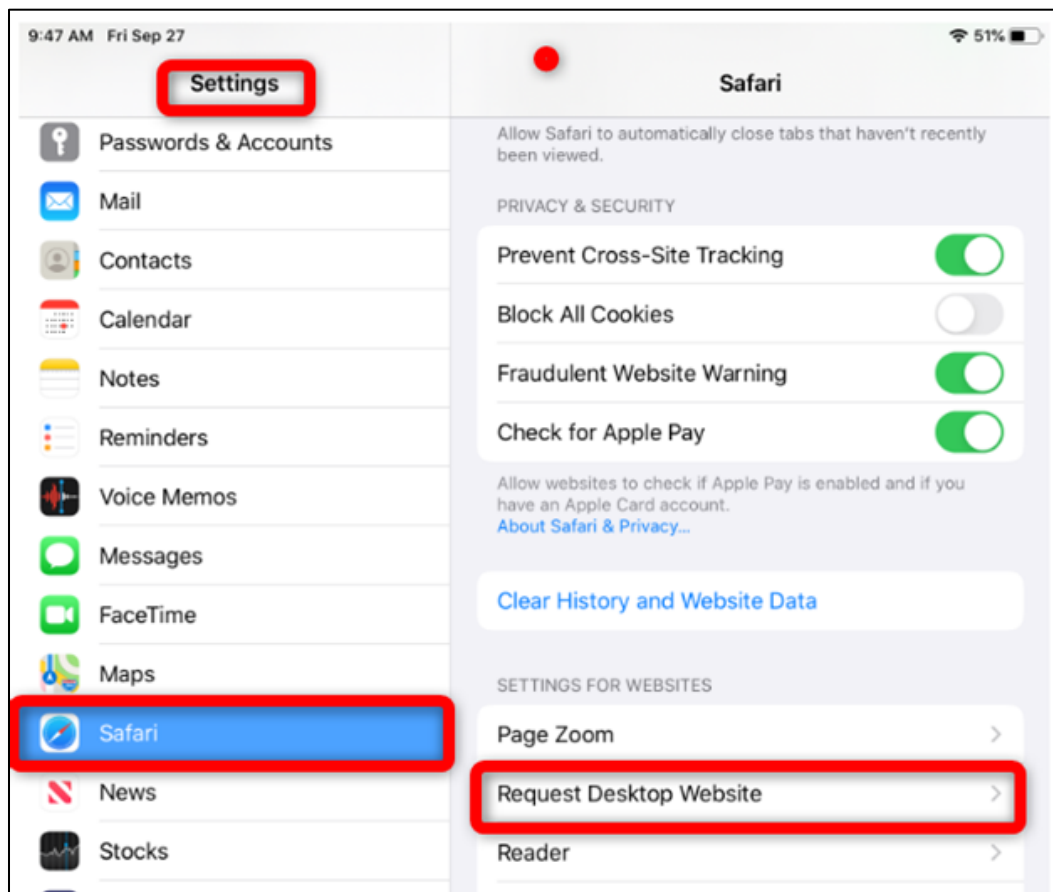 9:47 AM Fri Sep 27
51%
Settings
Passwords & Accounts
Mail
Contacts
Calendar
Notes
Reminders
Voice Memos
Messages
FaceTime
Maps
Safari
News
Stocks
Safari
Allow Safari to automatically close tabs that haven't recently
been viewed.
PRIVACY & SECURITY
Prevent Cross-Site Tracking
Block All Cookies
Fraudulent Website Warning
Check for Apple Pay
Allow websites to check if Apple Pay is enabled and if you
have an Apple Card account.
About Safari & Privacy...
Clear History and Website Data
SETTINGS FOR WEBSITES
Page Zoom
Request Desktop Website
Reader